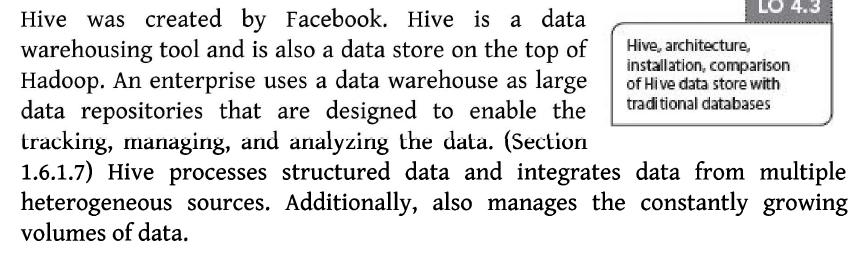 Hive was created by Facebook. Hive is a data
warehousing tool and is also a data store on the top of
Hadoop. An enterprise uses a data warehouse as large
data repositories that are designed to enable the
tracking, managing, and analyzing the data. (Section
1.6.1.7) Hive processes structured data and integrates data from multiple
heterogeneous sources. Additionally, also manages the constantly growing
volumes of data.
LO 4.3
Hive, architecture,
installation, comparison
of Hive data store with
traditional databases